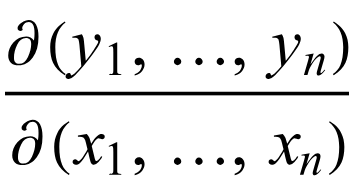 ∂(y₁, ..., yₙ)
∂(x₁, ..., xₙ)